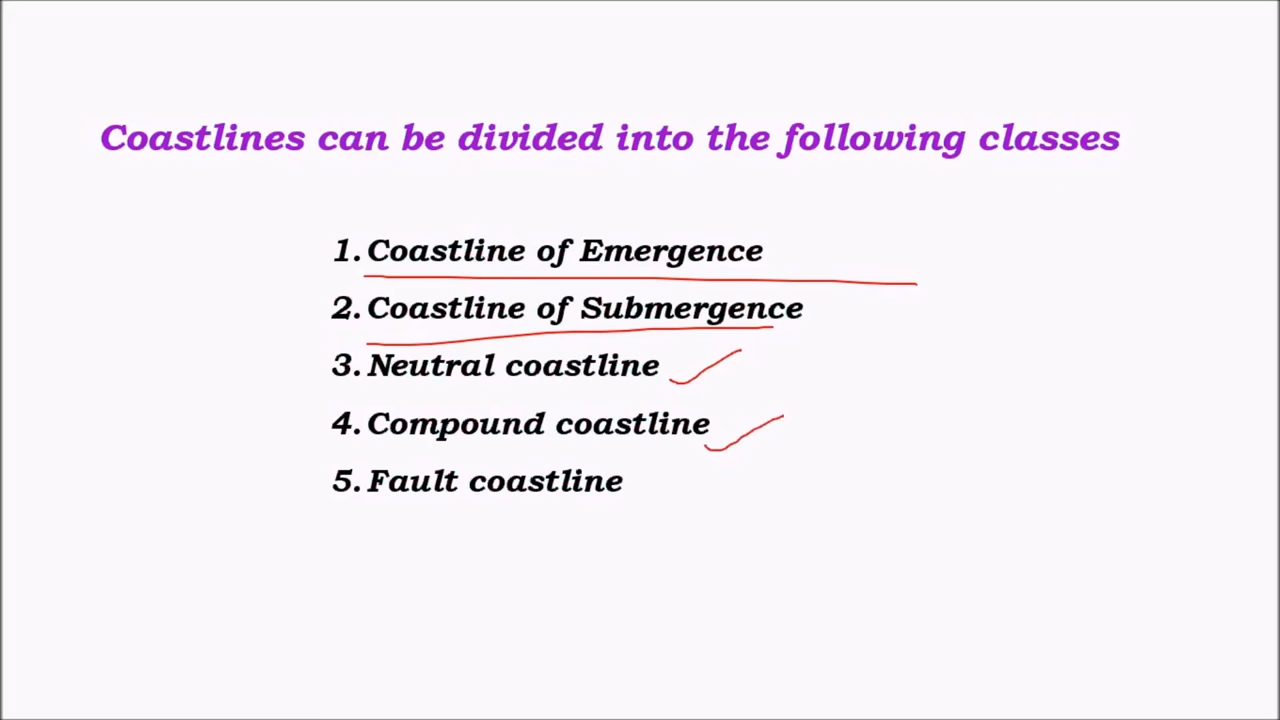 Coastlines can be divided into the following classes
1. Coastline of Emergence
2. Coastline of Submergence
3. Neutral coastline
4. Compound coastline
5. Fault coastline